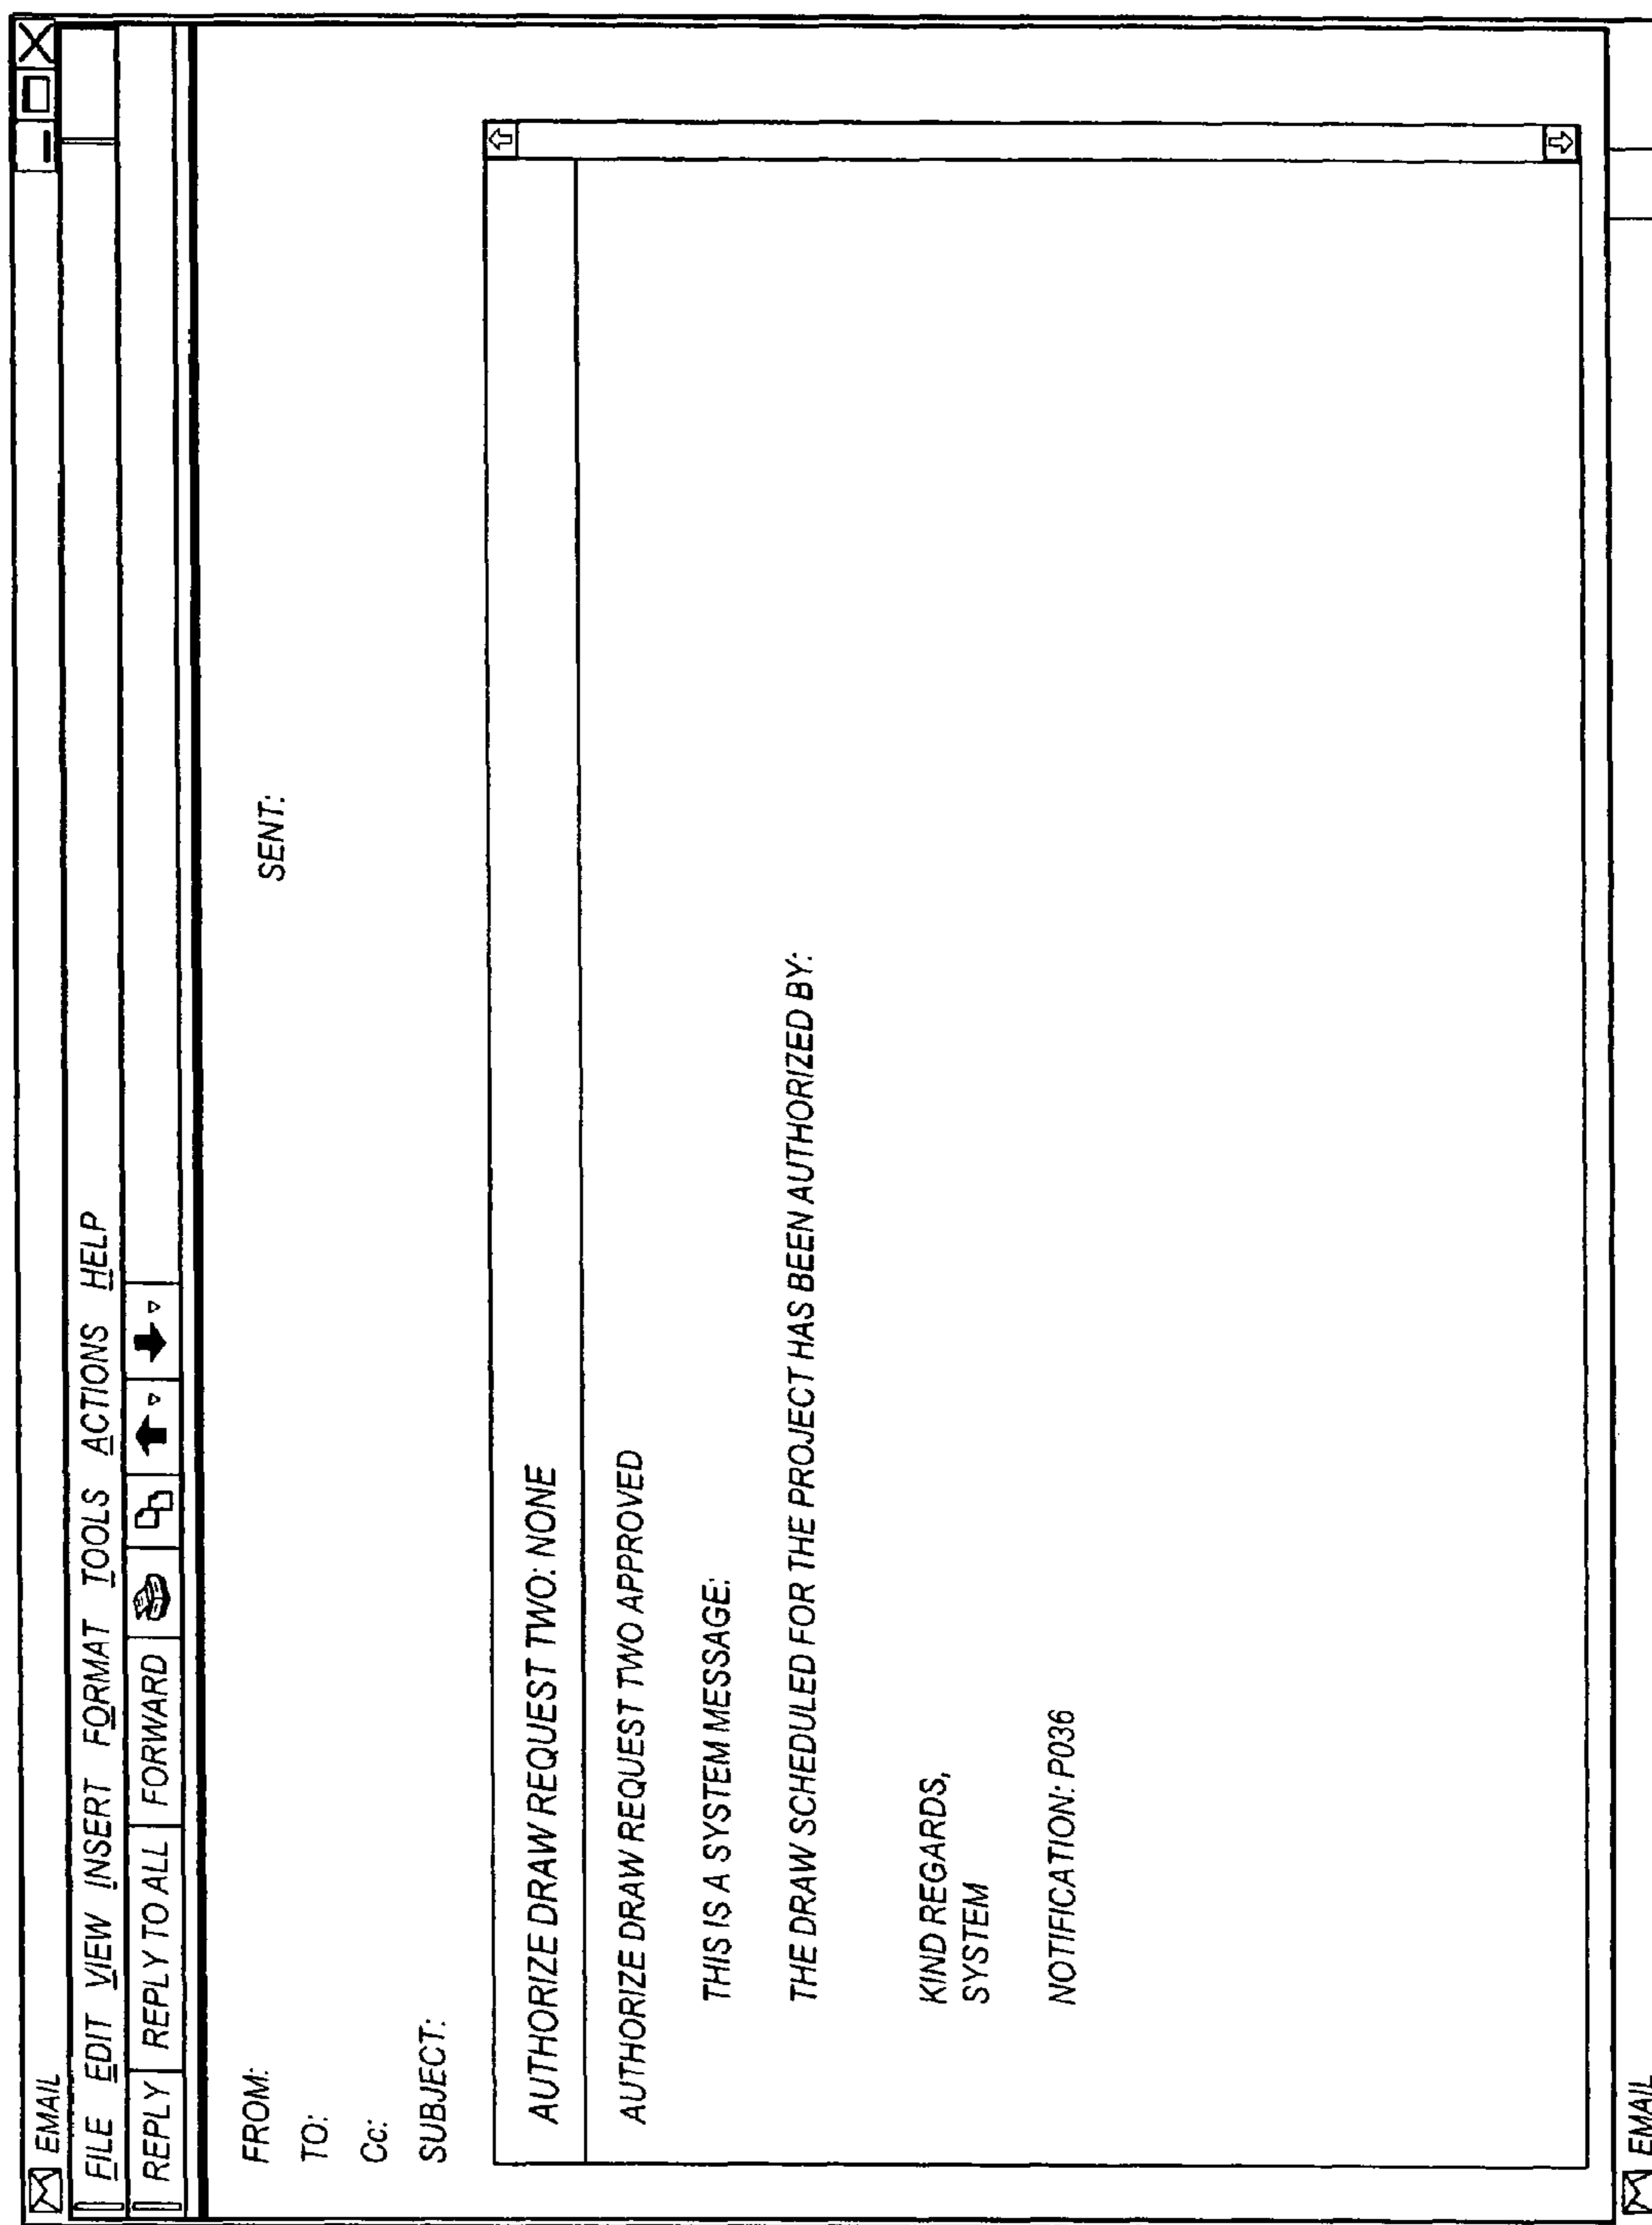 EMAIL
FILE EDIT VIEW INSERT FORMAT TOOLS ACTIONS HELP
REPLY REPLY TO ALL FORWARD
FROM:
SENT:
TO:
Cc:
SUBJECT:
AUTHORIZE DRAW REQUEST TWO: NONE
AUTHORIZE DRAW REQUEST TWO APPROVED
THIS IS A SYSTEM MESSAGE:
THE DRAW SCHEDULED FOR THE PROJECT HAS BEEN AUTHORIZED BY:
KIND REGARDS,
SYSTEM
NOTIFICATION: P036
EMAIL